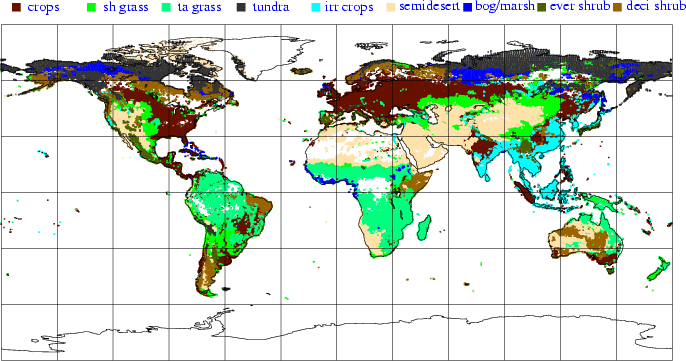 crops sh grass ta grass tundra irr crops semidesert bog/marsh ever shrub deci shrub